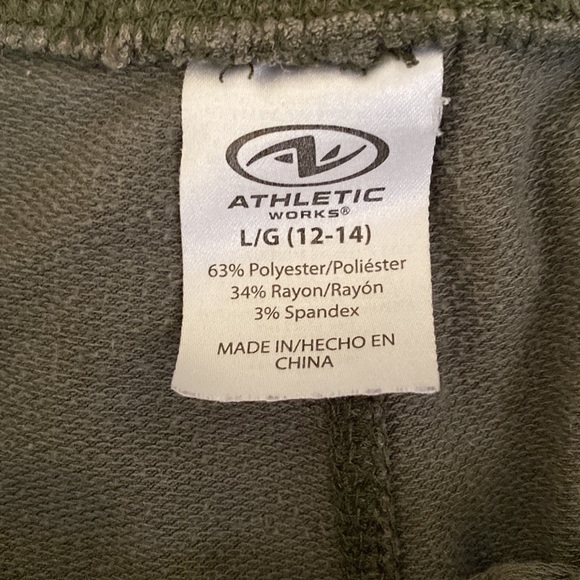 ATHLETIC
WORKS®
L/G (12-14)
63% Polyester/Poliéster
34% Rayon/Rayón
3% Spandex
MADE IN/HECHO EN
CHINA